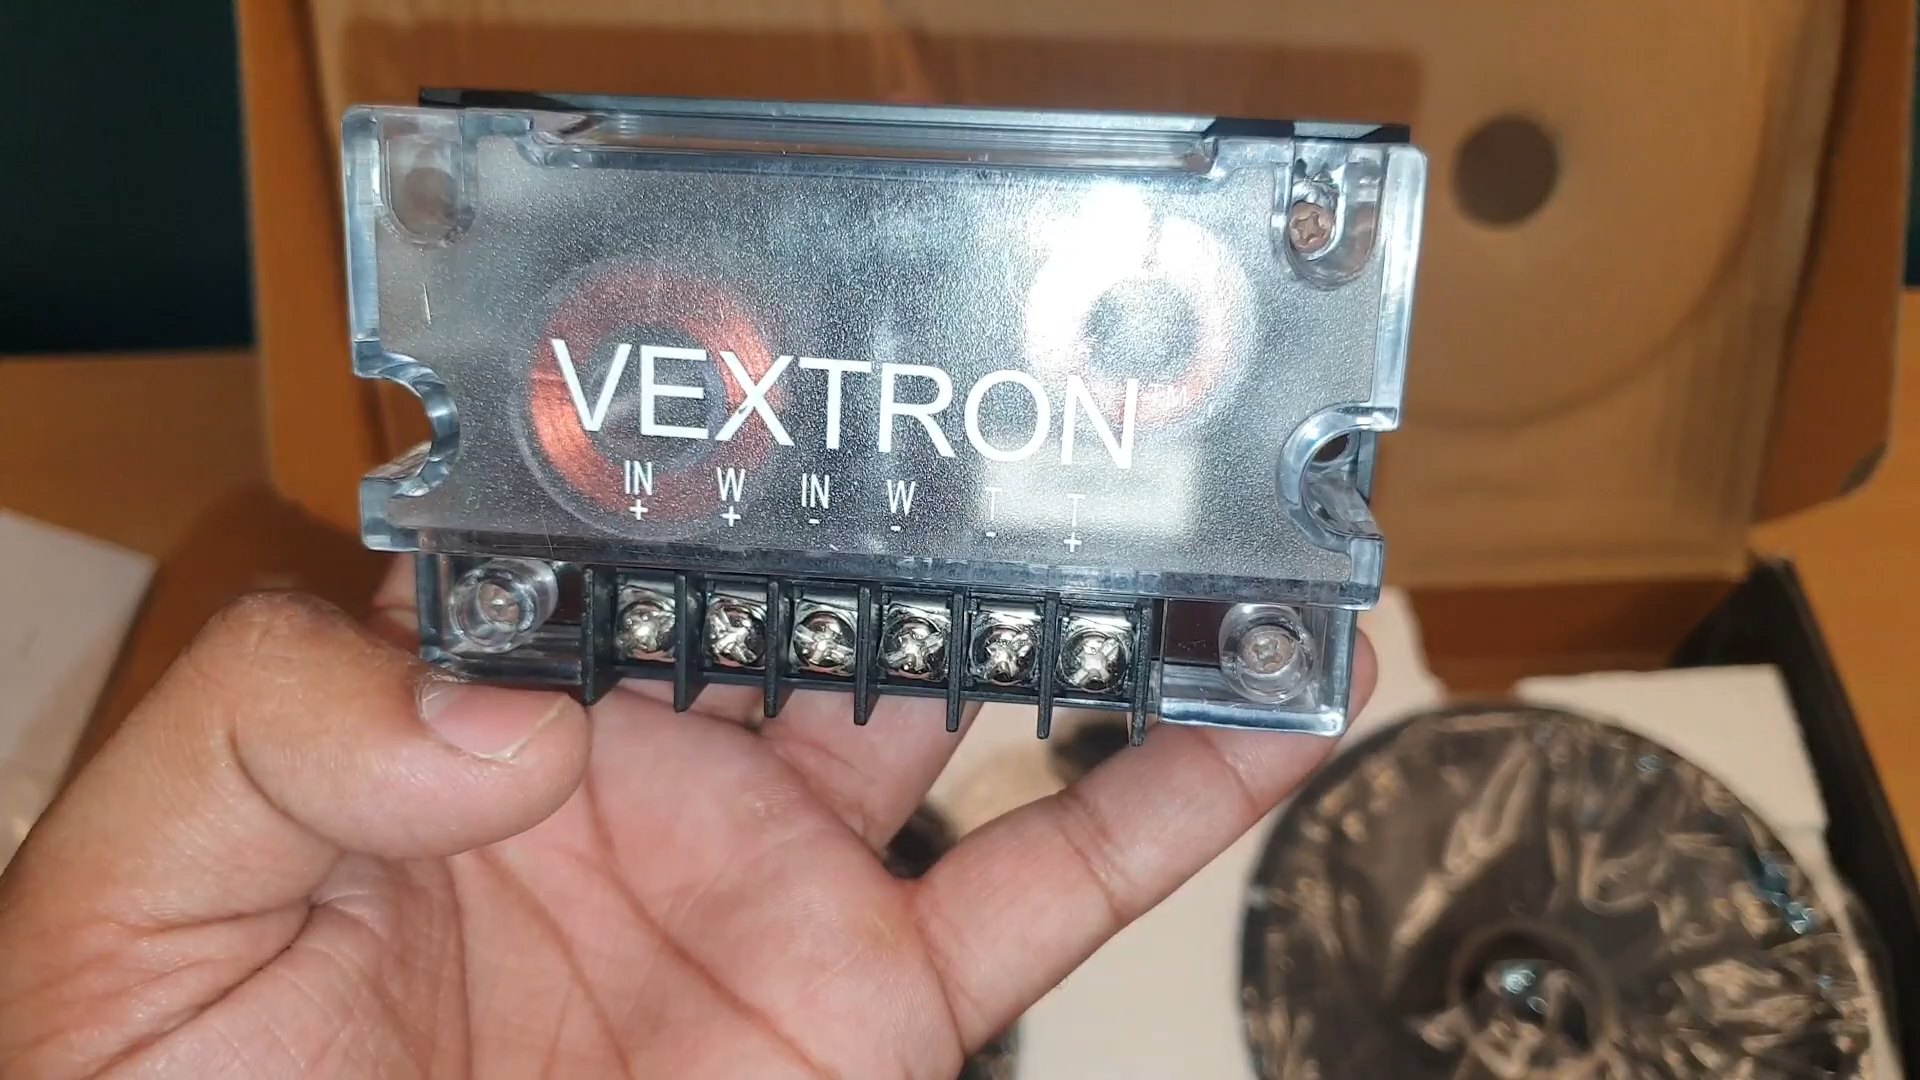 VEXTRON™
IN W IN W T T
+ + - - - +